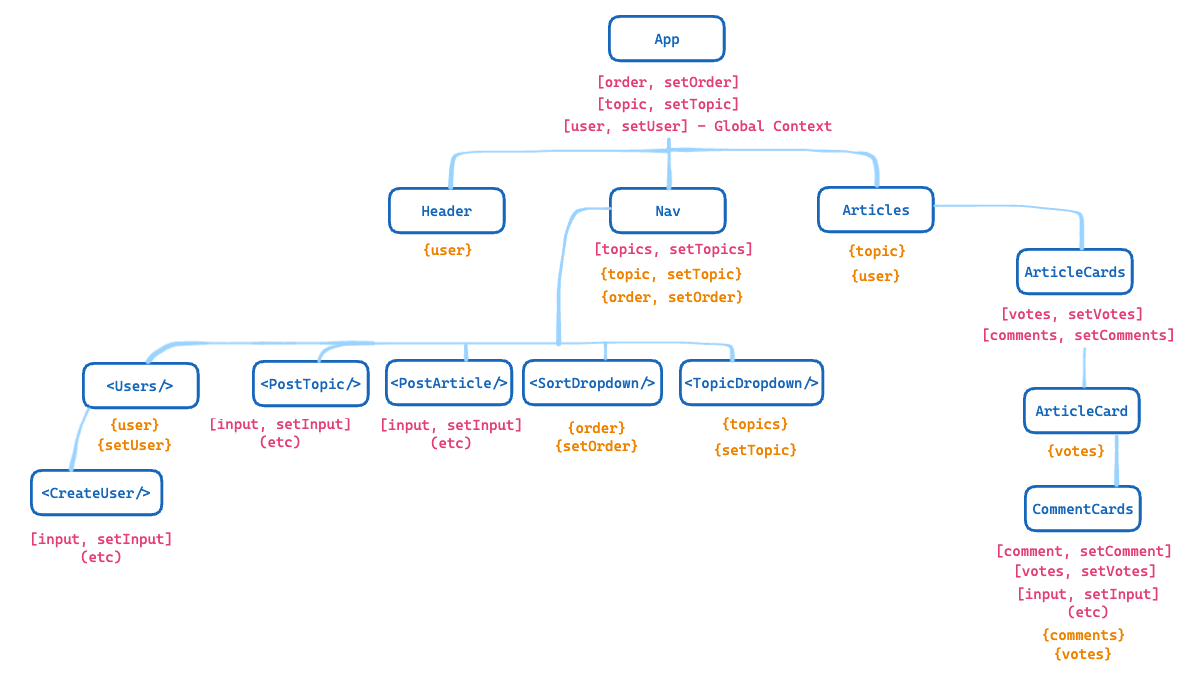 App
[order, setOrder]
[topic, setTopic]
[user, setUser] - Global Context
Header
{user}
Nav
[topics, setTopics]
{topic, setTopic}
{order, setOrder}
Articles
{topic}
{user}
ArticleCards
[votes, setVotes]
[comments, setComments]
<Users/>
{user}
{setUser}
<PostTopic/>
[input, setInput]
(etc)
<PostArticle/>
[input, setInput]
(etc)
<SortDropdown/>
{order}
{setOrder}
<TopicDropdown/>
{topics}
{setTopic}
ArticleCard
{votes}
<CreateUser/>
[input, setInput]
(etc)
CommentCards
[comment, setComment]
[votes, setVotes]
[input, setInput]
(etc)
{comments}
{votes}